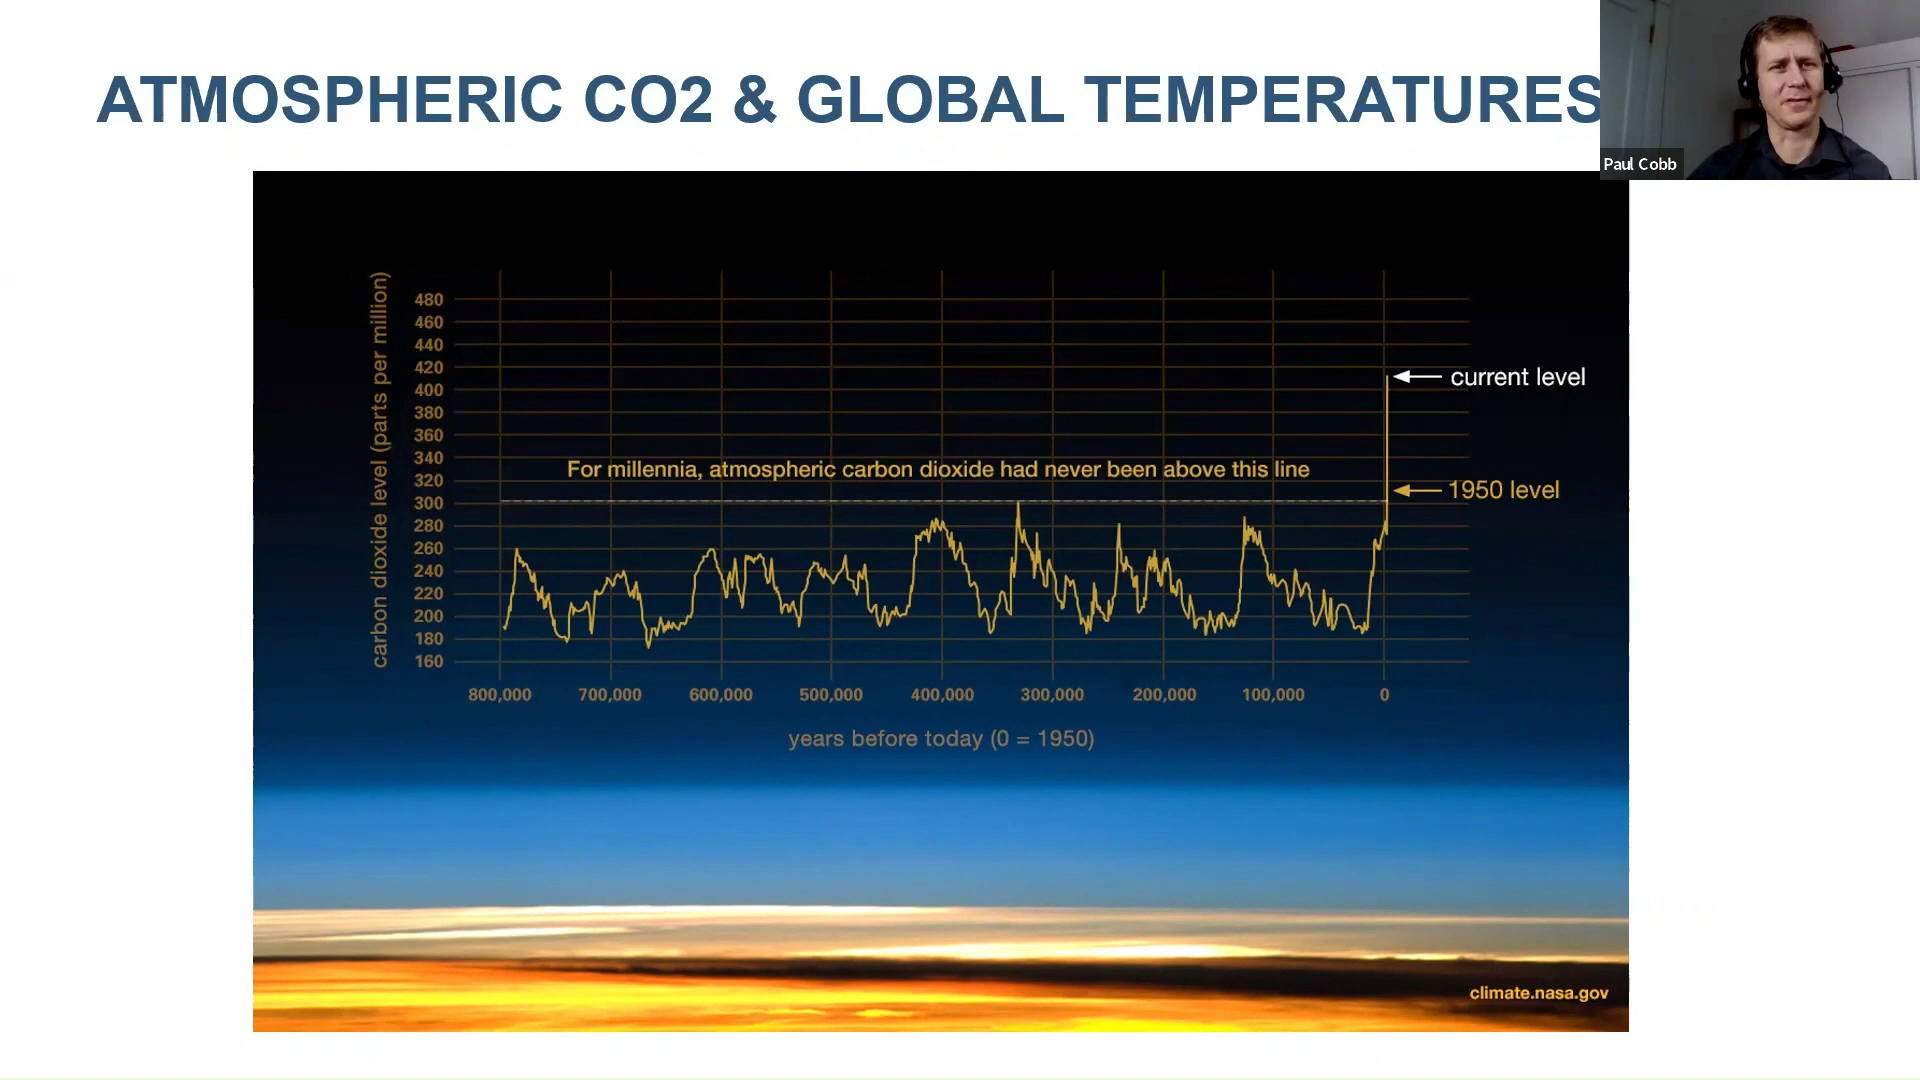 ATMOSPHERIC CO2 & GLOBAL TEMPERATURES
Paul Cobb
carbon dioxide level (parts per million)
480
460
440
420
400
380
360
340
320
300
280
260
240
220
200
180
160
current level
For millennia, atmospheric carbon dioxide had never been above this line
1950 level
800,000 700,000 600,000 500,000 400,000 300,000 200,000 100,000 0
years before today (0 = 1950)
climate.nasa.gov